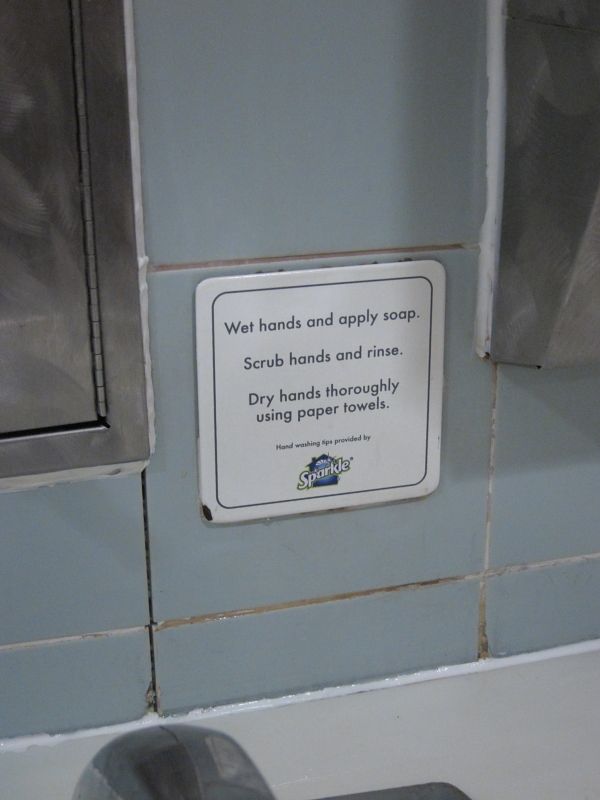 Wet hands and apply soap.
Scrub hands and rinse.
Dry hands thoroughly
using paper towels.
Hand washing tips provided by
Sparkle®